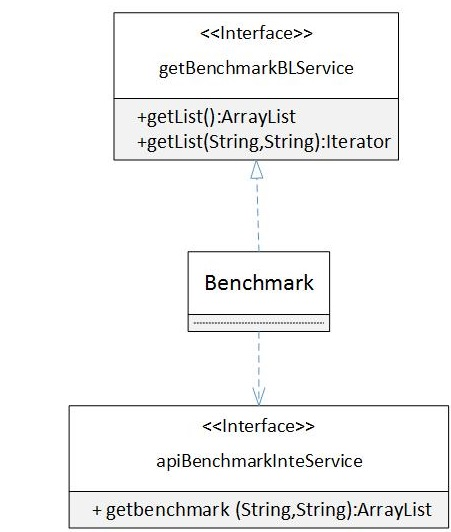 <<Interface>>
getBenchmarkBLService
+getList():ArrayList
+getList(String,String):Iterator
Benchmark
<<Interface>>
apiBenchmarkInteService
+ getbenchmark (String,String):ArrayList